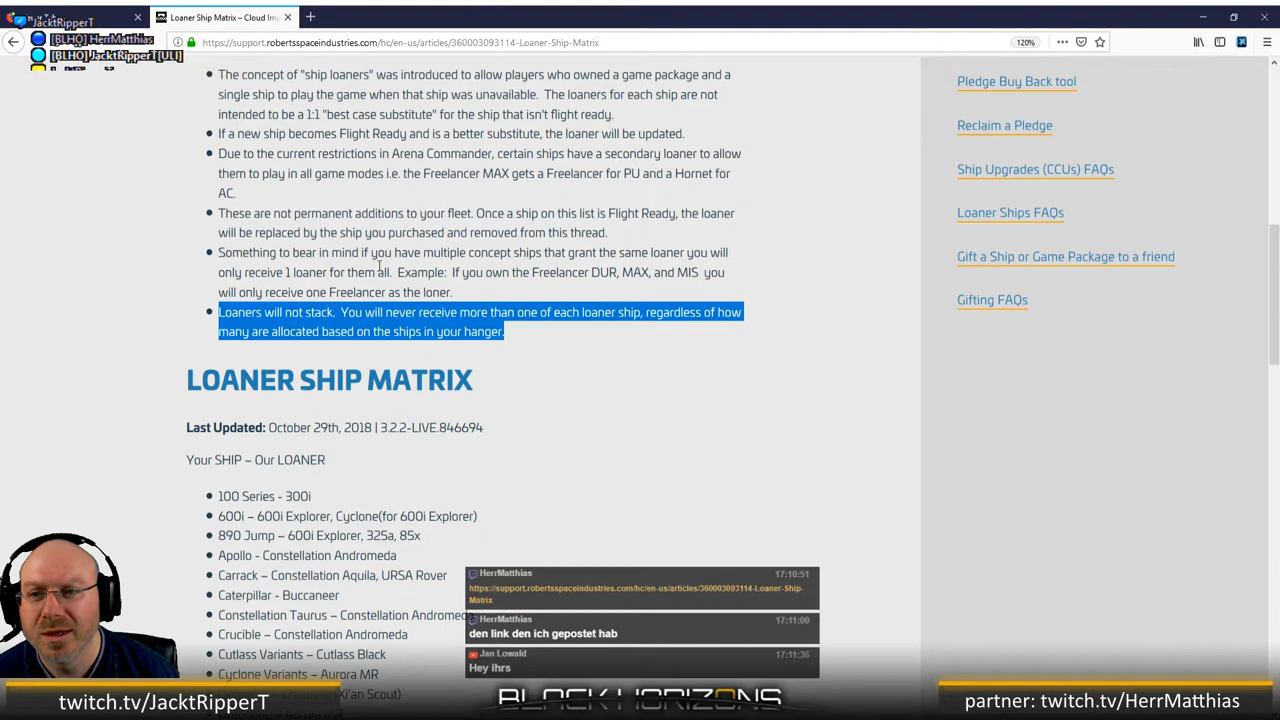 JacktRipperT
[BLHO] HerrMatthias
[BLHO] JacktRipperT[ULI]
Loaner Ship Matrix – Cloud Im
https://support.robertsspaceindustries.com/hc/en-us/articles/360003093114-Loaner-Ship-Matrix
120%
The concept of "ship loaners" was introduced to allow players who owned a game package and a
single ship to play the game when that ship was unavailable. The loaners for each ship are not
intended to be a 1:1 "best case substitute" for the ship that isn't flight ready.
If a new ship becomes Flight Ready and is a better substitute, the loaner will be updated.
Due to the current restrictions in Arena Commander, certain ships have a secondary loaner to allow
them to play in all game modes i.e. the Freelancer MAX gets a Freelancer for PU and a Hornet for
AC.
These are not permanent additions to your fleet. Once a ship on this list is Flight Ready, the loaner
will be replaced by the ship you purchased and removed from this thread.
Something to bear in mind if you have multiple concept ships that grant the same loaner you will
only receive 1 loaner for them all. Example: If you own the Freelancer DUR, MAX, and MIS you
will only receive one Freelancer as the loner.
Loaners will not stack. You will never receive more than one of each loaner ship, regardless of how
many are allocated based on the ships in your hanger.
LOANER SHIP MATRIX
Last Updated: October 29th, 2018 | 3.2.2-LIVE.846694
Your SHIP – Our LOANER
100 Series - 300i
600i – 600i Explorer, Cyclone(for 600i Explorer)
890 Jump – 600i Explorer, 325a, 85x
Apollo - Constellation Andromeda
Carrack – Constellation Aquila, URSA Rover
Caterpillar - Buccaneer
Constellation Taurus – Constellation Andromeda
Crucible – Constellation Andromeda
Cutlass Variants – Cutlass Black
Cyclone Variants – Aurora MR
(Xi'an Scout)
Pledge Buy Back tool
Reclaim a Pledge
Ship Upgrades (CCUs) FAQs
Loaner Ships FAQs
Gift a Ship or Game Package to a friend
Gifting FAQs
HerrMatthias 17:10:51
https://support.robertsspaceindustries.com/hc/en-us/articles/360003093114-Loaner-Ship-
Matrix
HerrMatthias 17:11:00
den link den ich gepostet hab
Jan Lowald 17:11:36
Hey ihrs
twitch.tv/JacktRipperT
BLACK HORIZONS
partner: twitch.tv/HerrMatthias